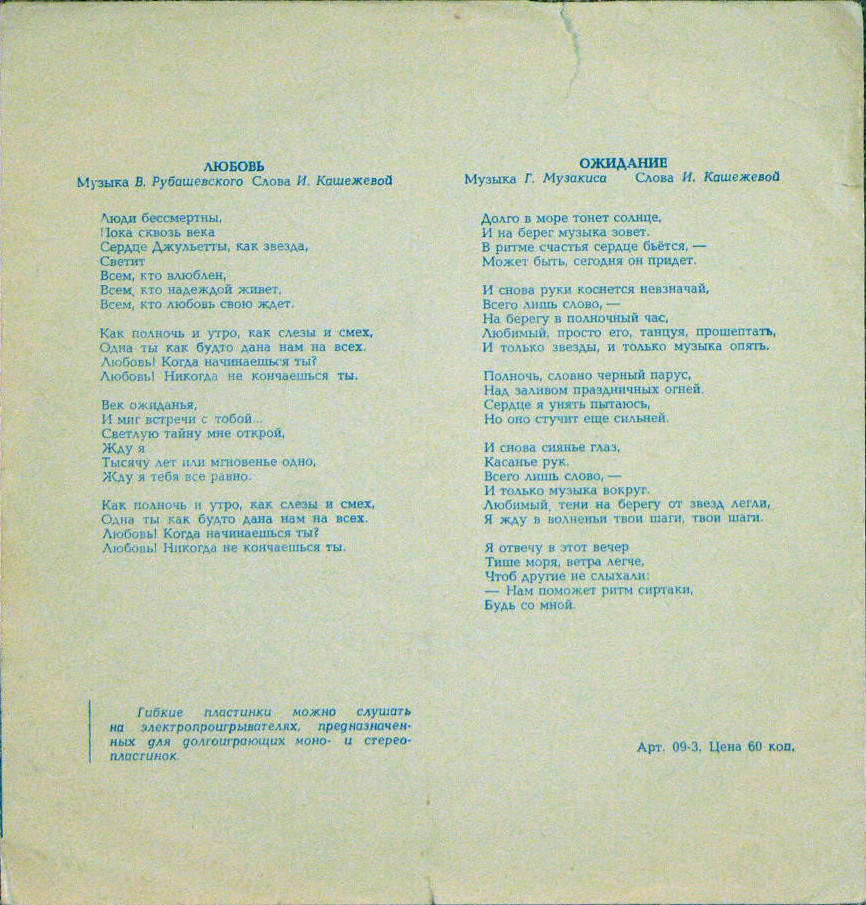 ЛЮБОВЬ
Музыка В. Рубашевского Слова И. Кашежевой
Люди бессмертны,
Пока сквозь века
Сердце Джульетты, как звезда,
Светит
Всем, кто влюблен,
Всем, кто надеждой живет,
Всем, кто любовь свою ждет.
Как полночь и утро, как слезы и смех,
Одна ты как будто дана нам на всех.
Любовь! Когда начинаешься ты?
Любовь! Никогда не кончаешься ты.
Век ожиданья,
И миг встречи с тобой...
Светлую тайну мне открой,
Жду я
Тысячу лет или мгновенье одно,
Жду я тебя все равно.
Как полночь и утро, как слезы и смех,
Одна ты как будто дана нам на всех.
Любовь! Когда начинаешься ты?
Любовь! Никогда не кончаешься ты.
Гибкие пластинки можно слушать
на электропроигрывателях, предназначен-
ных для долгоиграющих моно- и стерео-
пластинок.
ОЖИДАНИЕ
Музыка Г. Музакиса Слова И. Кашежевой
Долго в море тонет солнце,
И на берег музыка зовет.
В ритме счастья сердце бьётся, —
Может быть, сегодня он придет.
И снова руки коснется невзначай,
Всего лишь слово, —
На берегу в полночный час,
Любимый, просто его, танцуя, прошептать,
И только звезды, и только музыка опять.
Полночь, словно черный парус,
Над заливом праздничных огней.
Сердце я унять пытаюсь,
Но оно стучит еще сильней.
И снова сиянье глаз,
Касанье рук.
Всего лишь слово, —
И только музыка вокруг.
Любимый, тени на берегу от звезд легли,
Я жду в волненьи твои шаги, твои шаги.
Я отвечу в этот вечер
Тише моря, ветра легче,
Чтоб другие не слыхали:
— Нам поможет ритм сиртаки,
Будь со мной.
Арт. 09-3. Цена 60 коп.